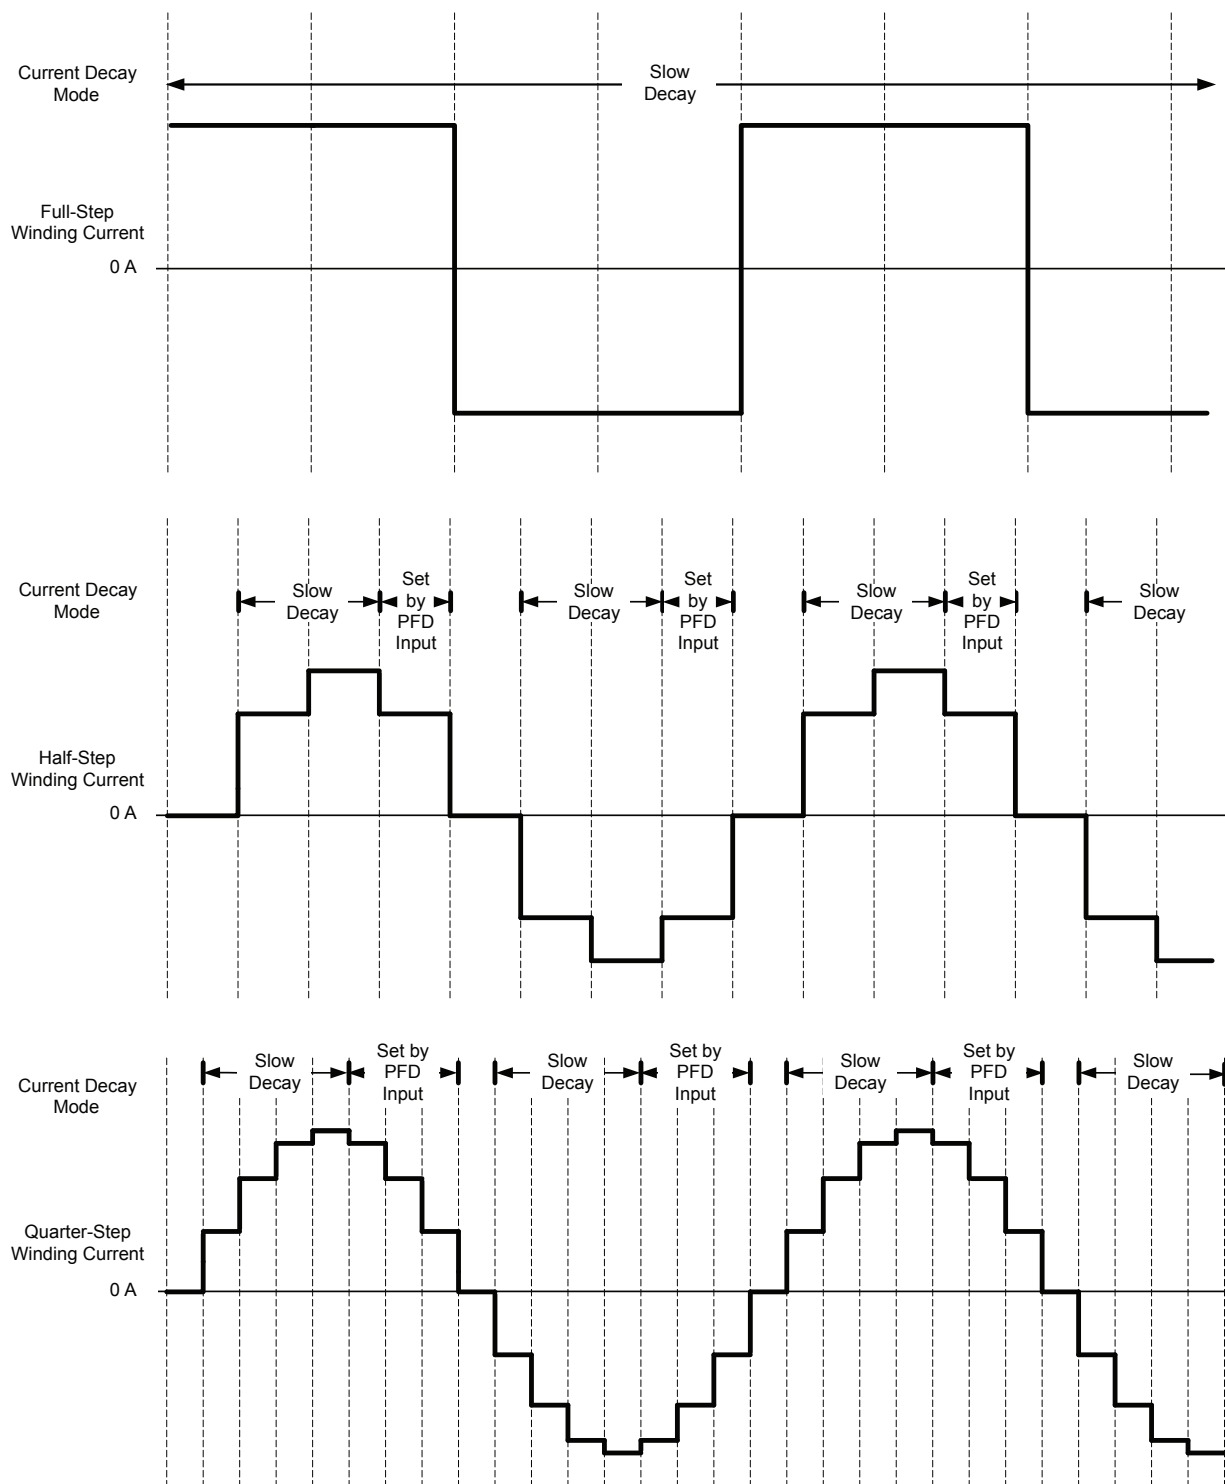 Current Decay
Mode
Slow
Decay
Full-Step
Winding Current
0 A
Current Decay
Mode
Slow
Decay
Set
by
PFD
Input
Slow
Decay
Set
by
PFD
Input
Slow
Decay
Set
by
PFD
Input
Slow
Decay
Half-Step
Winding Current
0 A
Current Decay
Mode
Slow
Decay
Set by
PFD
Input
Slow
Decay
Set by
PFD
Input
Slow
Decay
Set by
PFD
Input
Slow
Decay
Quarter-Step
Winding Current
0 A